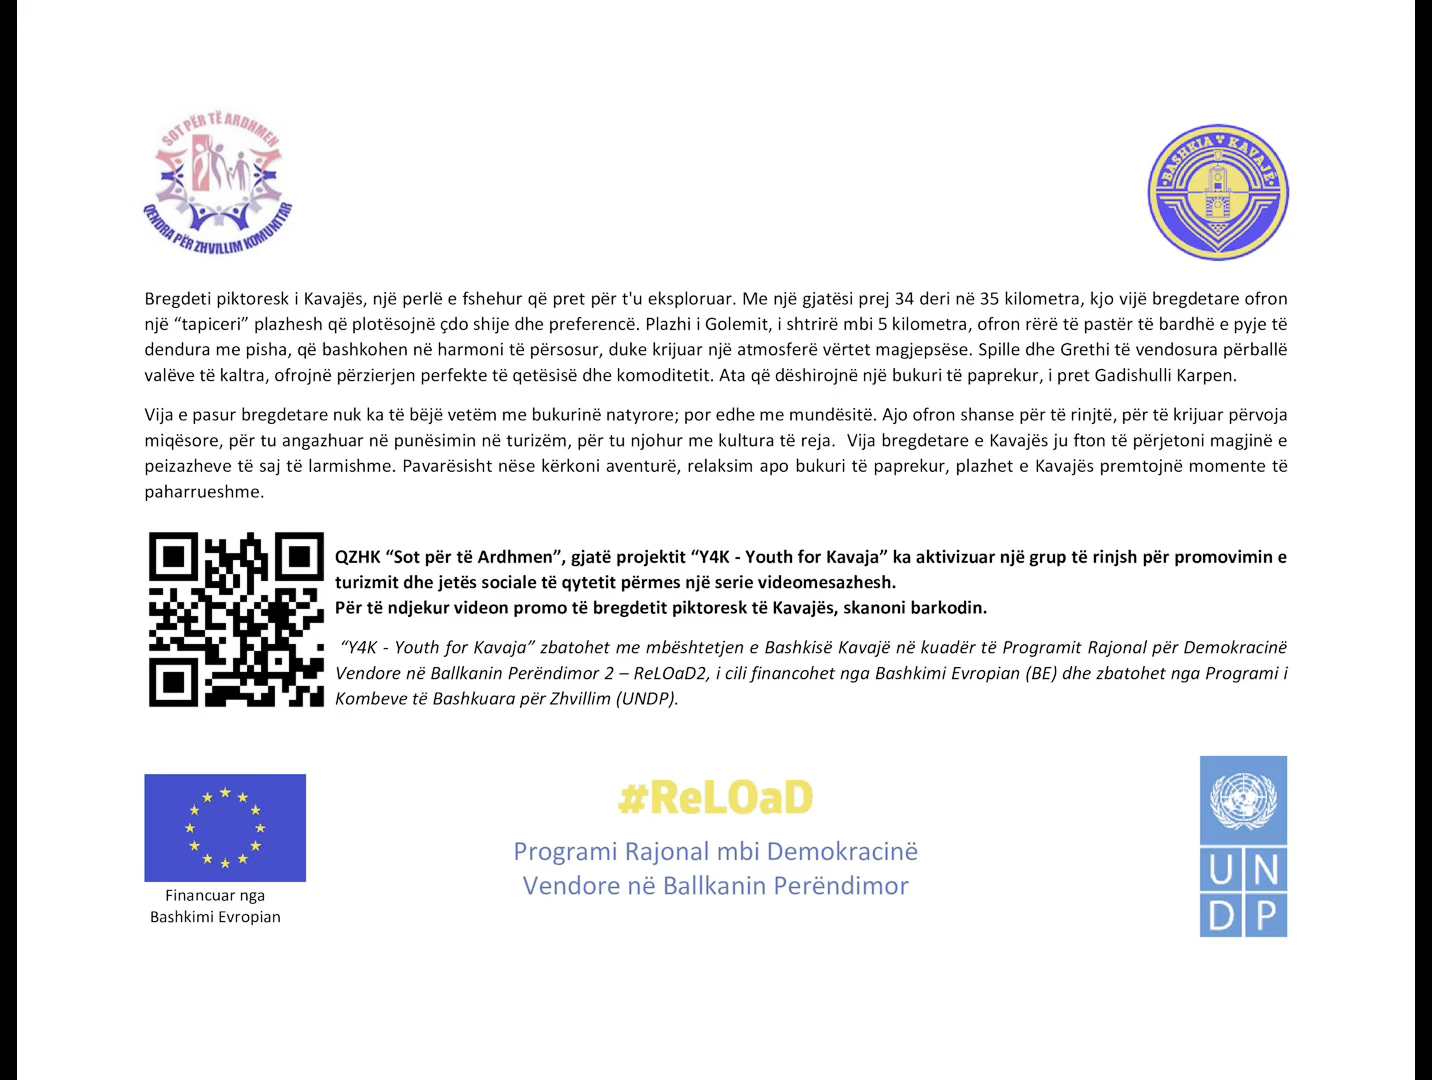 SOT PËR TË ARDHMEN
QENDRA PËR ZHVILLIM KOMUNITAR
BASHKIA KAVAJË
Bregdeti piktoresk i Kavajës, një perlë e fshehur që pret për t'u eksploruar. Me një gjatësi prej 34 deri në 35 kilometra, kjo vijë bregdetare ofron
një “tapiceri” plazhesh që plotësojnë çdo shije dhe preferencë. Plazhi i Golemit, i shtrirë mbi 5 kilometra, ofron rërë të pastër të bardhë e pyje të
dendura me pisha, që bashkohen në harmoni të përsosur, duke krijuar një atmosferë vërtet magjepsëse. Spille dhe Grethi të vendosura përballë
valëve të kaltra, ofrojnë përzierjen perfekte të qetësisë dhe komoditetit. Ata që dëshirojnë një bukuri të paprekur, i pret Gadishulli Karpen.
Vija e pasur bregdetare nuk ka të bëjë vetëm me bukurinë natyrore; por edhe me mundësitë. Ajo ofron shanse për të rinjtë, për të krijuar përvoja
miqësore, për tu angazhuar në punësimin në turizëm, për tu njohur me kultura të reja.  Vija bregdetare e Kavajës ju fton të përjetoni magjinë e
peizazheve të saj të larmishme. Pavarësisht nëse kërkoni aventurë, relaksim apo bukuri të paprekur, plazhet e Kavajës premtojnë momente të
paharrueshme.
QZHK “Sot për të Ardhmen”, gjatë projektit “Y4K - Youth for Kavaja” ka aktivizuar një grup të rinjsh për promovimin e
turizmit dhe jetës sociale të qytetit përmes një serie videomesazhesh.
Për të ndjekur videon promo të bregdetit piktoresk të Kavajës, skanoni barkodin.
“Y4K - Youth for Kavaja” zbatohet me mbështetjen e Bashkisë Kavajë në kuadër të Programit Rajonal për Demokracinë
Vendore në Ballkanin Perëndimor 2 – ReLOaD2, i cili financohet nga Bashkimi Evropian (BE) dhe zbatohet nga Programi i
Kombeve të Bashkuara për Zhvillim (UNDP).
#ReLOaD
Programi Rajonal mbi Demokracinë
Vendore në Ballkanin Perëndimor
Financuar nga
Bashkimi Evropian
U N
D P